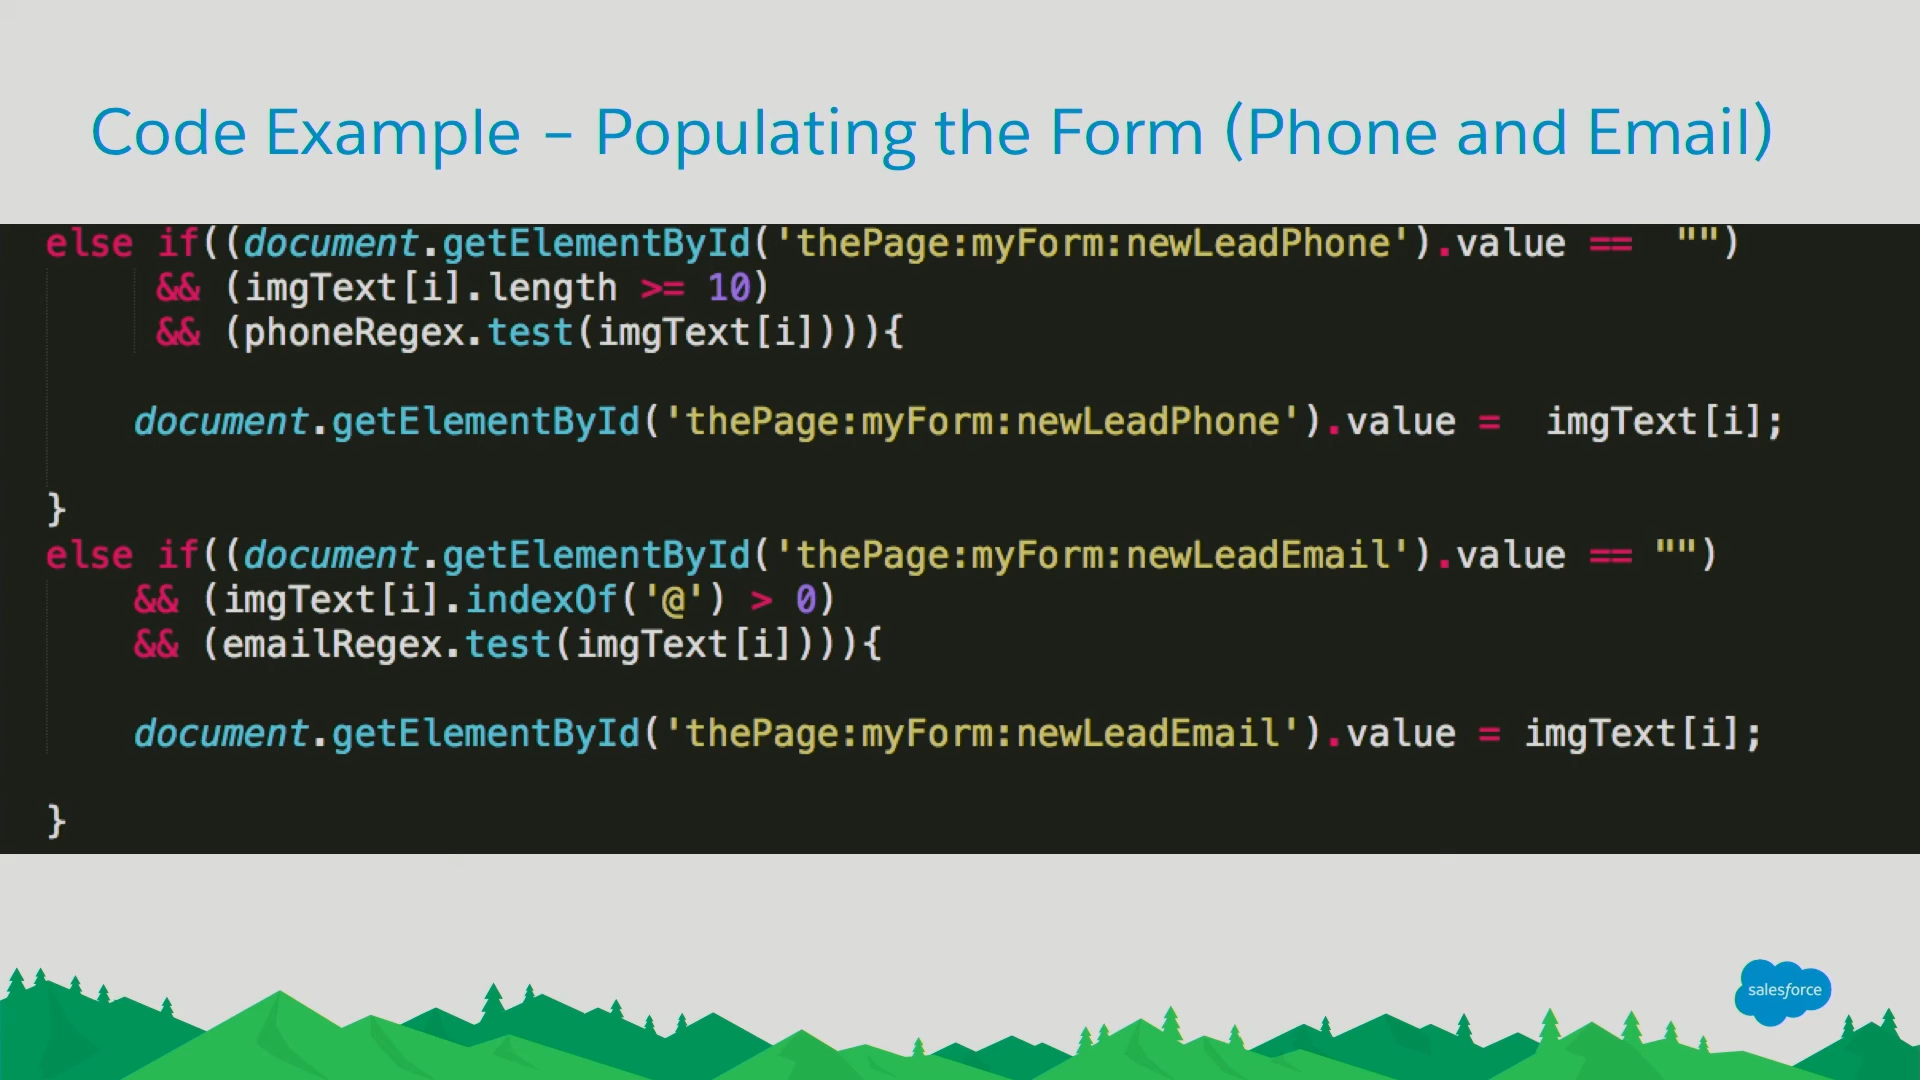 Code Example – Populating the Form (Phone and Email)
else if((document.getElementById('thePage:myForm:newLeadPhone').value ==  "")
&& (imgText[i].length >= 10)
&& (phoneRegex.test(imgText[i]))){
document.getElementById('thePage:myForm:newLeadPhone').value =  imgText[i];
}
else if((document.getElementById('thePage:myForm:newLeadEmail').value == "")
&& (imgText[i].indexOf('@') > 0)
&& (emailRegex.test(imgText[i]))){
document.getElementById('thePage:myForm:newLeadEmail').value = imgText[i];
}
salesforce